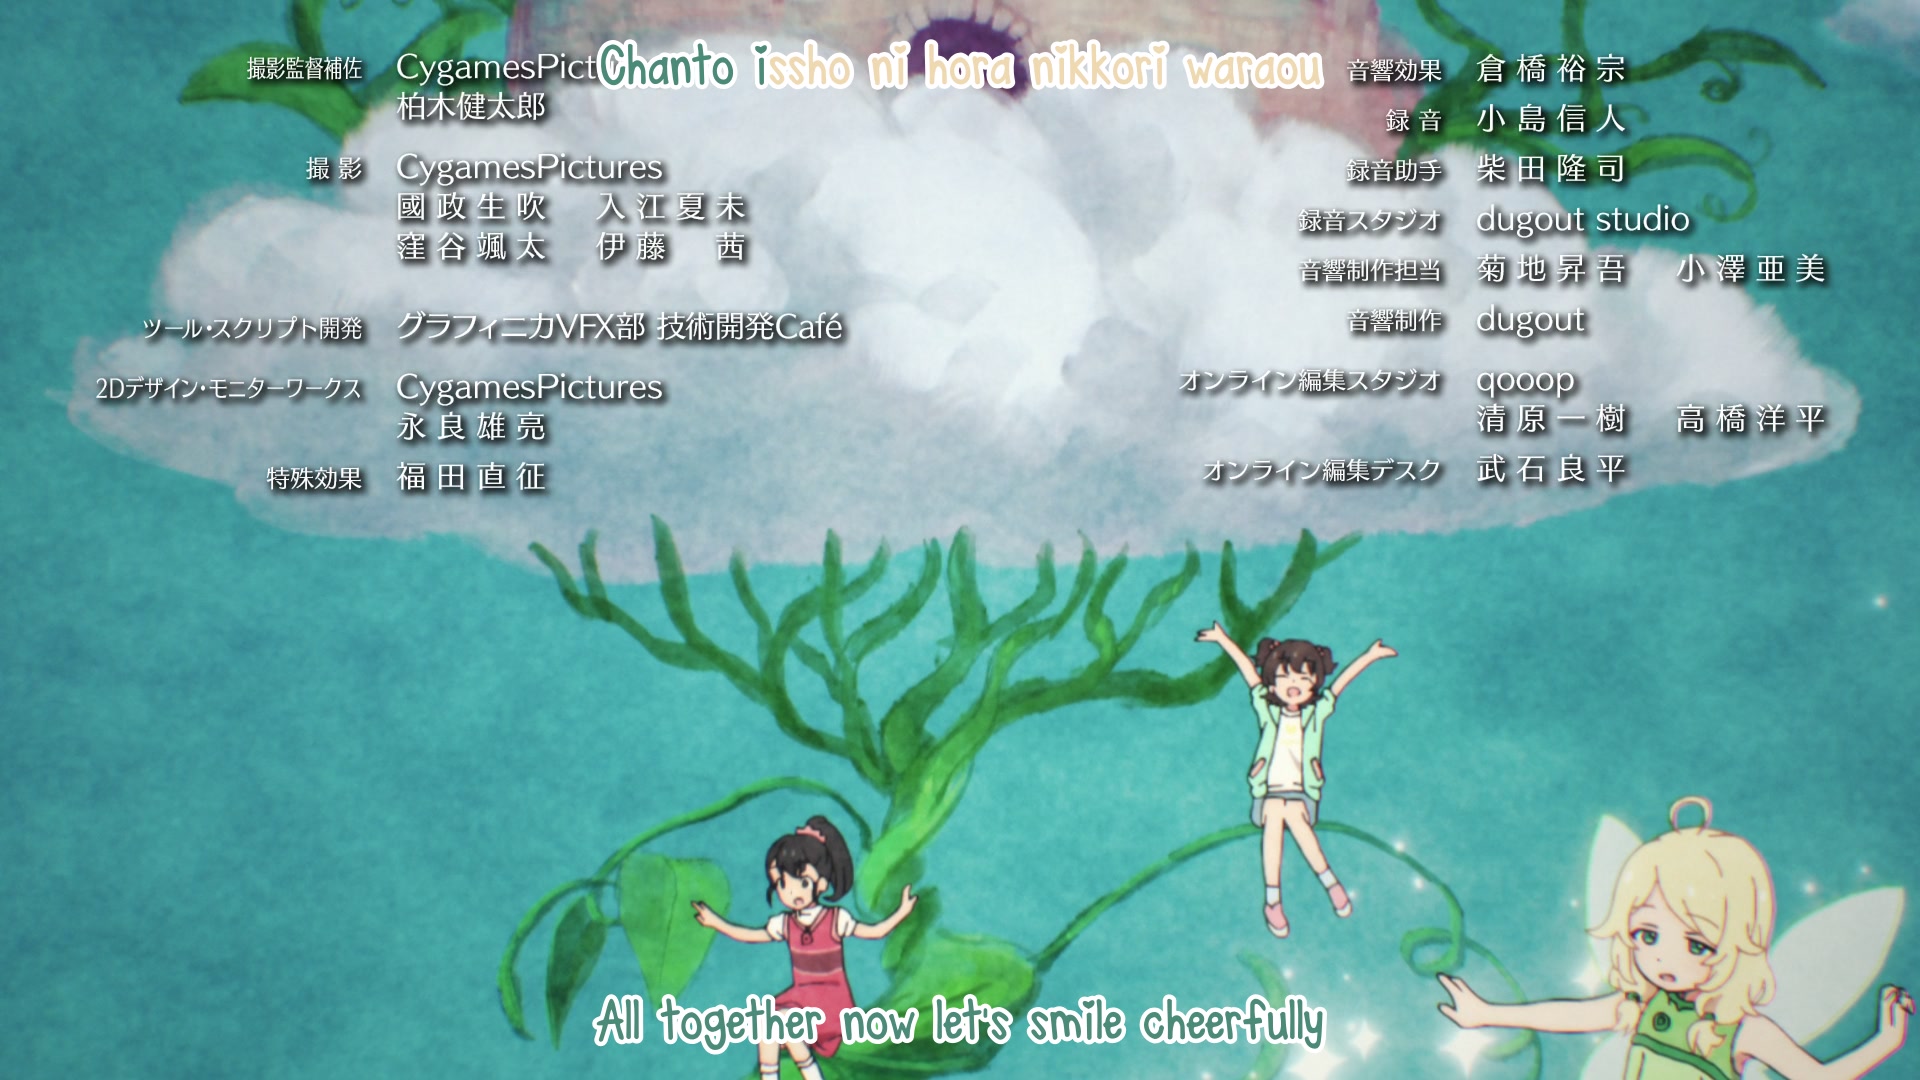 Chanto issho ni hora nikkori waraou
撮影監督補佐 CygamesPict
柏木健太郎
撮影 CygamesPictures
國政生吹 入江夏未
窪谷颯太 伊藤 茜
ツール・スクリプト開発 グラフィニカVFX部 技術開発Café
2Dデザイン・モニターワークス CygamesPictures
永良雄亮
特殊効果 福田直征
音響効果 倉橋裕宗
録音 小島信人
録音助手 柴田隆司
録音スタジオ dugout studio
音響制作担当 菊地昇吾 小澤亜美
音響制作 dugout
オンライン編集スタジオ qooop
清原一樹 高橋洋平
オンライン編集デスク 武石良平
All together now let's smile cheerfully